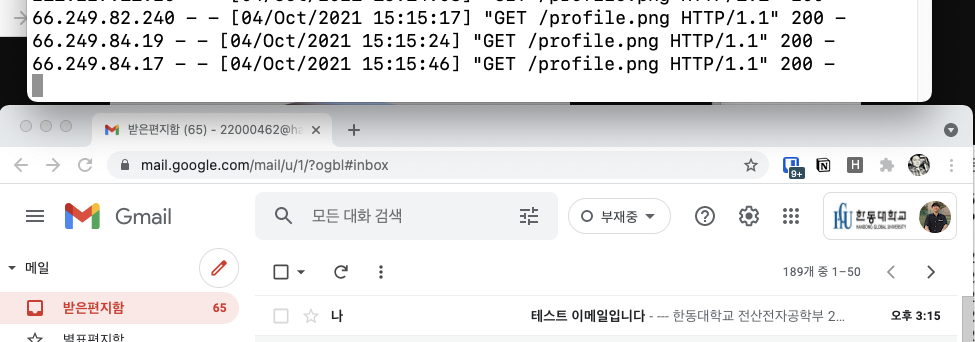 66.249.82.240 - - [04/Oct/2021 15:15:17] "GET /profile.png HTTP/1.1" 200 -
66.249.84.19 - - [04/Oct/2021 15:15:24] "GET /profile.png HTTP/1.1" 200 -
66.249.84.17 - - [04/Oct/2021 15:15:46] "GET /profile.png HTTP/1.1" 200 -
받은편지함 (65) - 22000462@ha
mail.google.com/mail/u/1/?ogbl#inbox
9+
N
H
Gmail
모든 대화 검색
부재중
HGU 한동대학교
HANDONG GLOBAL UNIVERSITY
메일
189개 중 1-50
받은편지함 65
나 테스트 이메일입니다 - --- 한동대학교 전산전자공학부 2... 오후 3:15
별표편지함